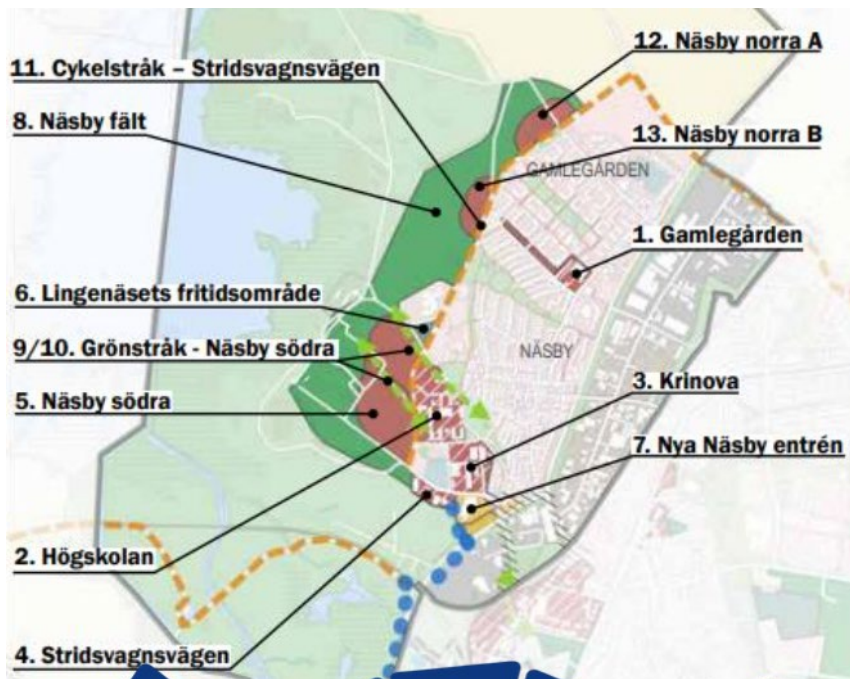 12. Näsby norra A
11. Cykelstråk – Stridsvagnsvägen
8. Näsby fält
13. Näsby norra B
GAMLEGÅRDEN
1. Gamlegården
6. Lingenäsets fritidsområde
9/10. Grönstråk - Näsby södra
NÄSBY
3. Krinova
5. Näsby södra
7. Nya Näsby entrén
2. Högskolan
4. Stridsvagnsvägen